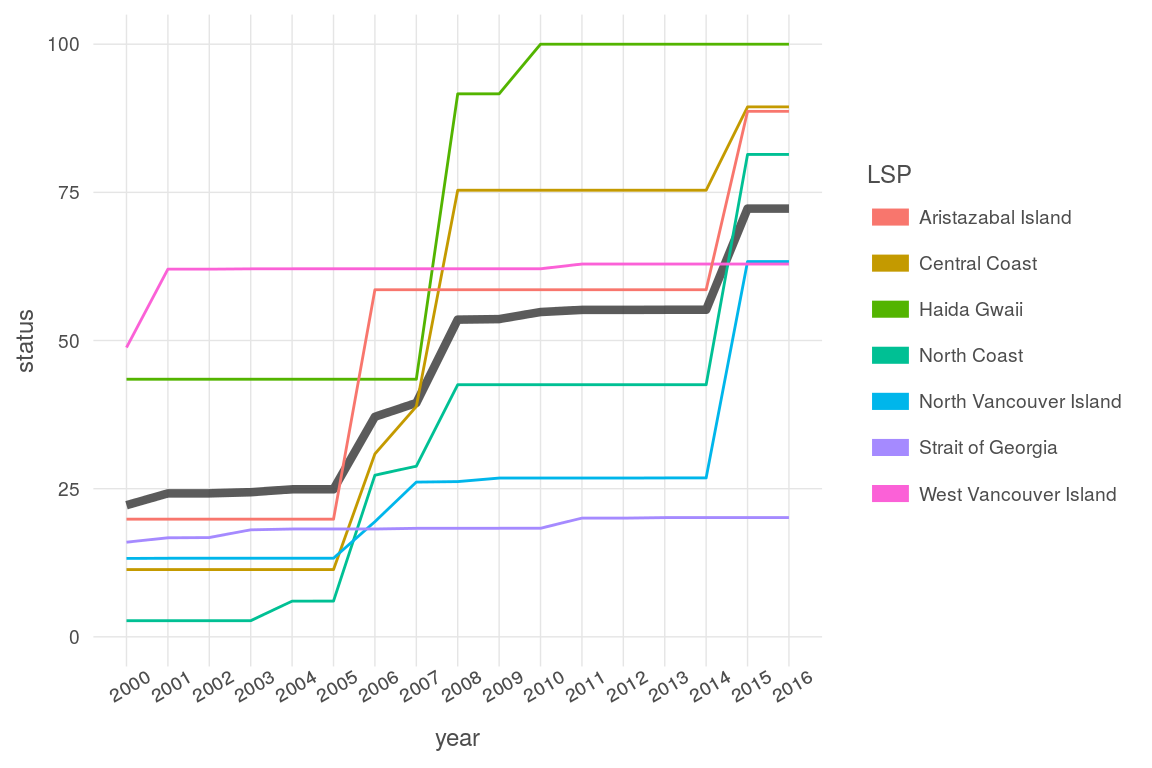 100
75
50
25
0
status
2000
2001
2002
2003
2004
2005
2006
2007
2008
2009
2010
2011
2012
2013
2014
2015
2016
year
LSP
Aristazabal Island
Central Coast
Haida Gwaii
North Coast
North Vancouver Island
Strait of Georgia
West Vancouver Island